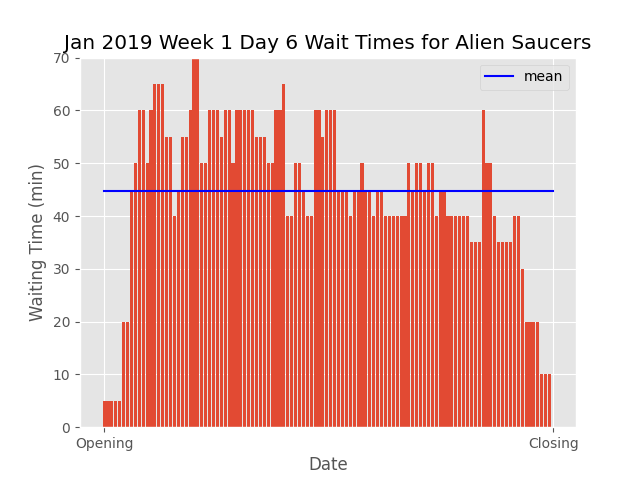 Jan 2019 Week 1 Day 6 Wait Times for Alien Saucers
mean
70
60
50
40
30
20
10
0
Waiting Time (min)
Opening
Closing
Date